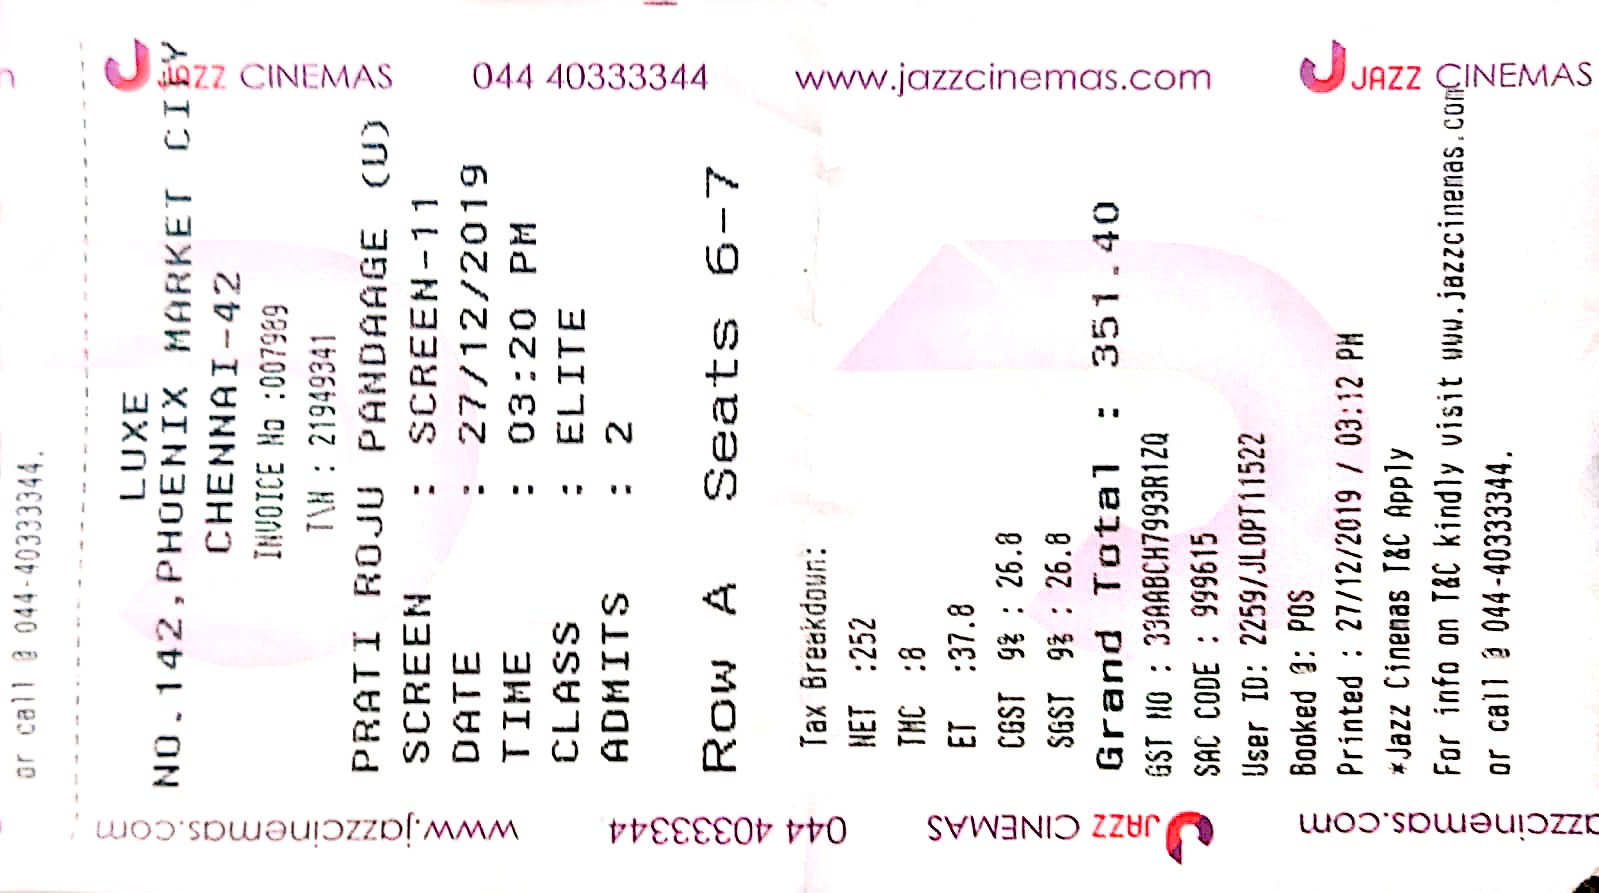 JAZZ CINEMAS 044 40333344 www.jazzcinemas.com JAZZ CINEMAS
or call @ 044-40333344.
LUXE
NO.142,PHOENIX MARKET CITY
CHENNAI-42
INVOICE No :007989
T\N : 21949341
PRATI ROJU PANDAAGE (U)
SCREEN : SCREEN-11
DATE : 27/12/2019
TIME : 03:20 PM
CLASS : ELITE
ADMITS : 2
Row A Seats 6-7
Tax Breakdown:
NET :252
TMC :8
ET :37.8
CGST 9% : 26.8
SGST 9% : 26.8
Grand Total : 351.40
GST NO : 33AABCH7993R1ZQ
SAC CODE : 999615
User ID: 2259/JLOPT11522
Booked @: POS
Printed : 27/12/2019 / 03:12 PM
*Jazz Cinemas T&C Apply
For info on T&C kindly visit www.jazzcinemas.com
or call @ 044-40333344.
www.jazzcinemas.com 044 40333344 JAZZ CINEMAS azzcinemas.com